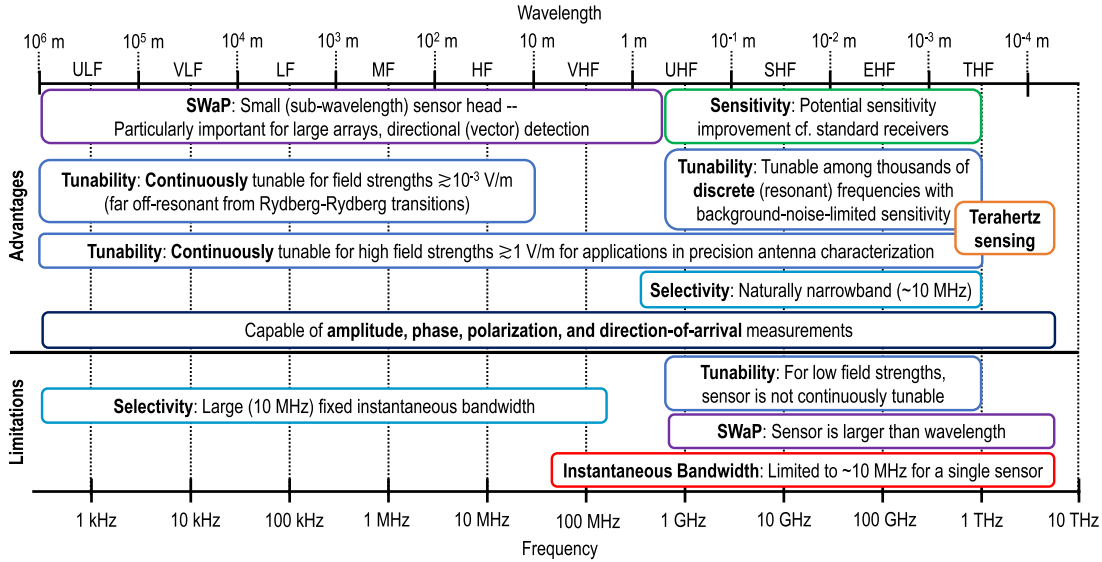 Wavelength
10⁶ m 10⁵ m 10⁴ m 10³ m 10² m 10 m 1 m 10⁻¹ m 10⁻² m 10⁻³ m 10⁻⁴ m
ULF VLF LF MF HF VHF UHF SHF EHF THF
Advantages
SWaP: Small (sub-wavelength) sensor head --
Particularly important for large arrays, directional (vector) detection
Sensitivity: Potential sensitivity
improvement cf. standard receivers
Tunability: Continuously tunable for field strengths ≳10⁻³ V/m
(far off-resonant from Rydberg-Rydberg transitions)
Tunability: Tunable among thousands of
discrete (resonant) frequencies with
background-noise-limited sensitivity
Terahertz
sensing
Tunability: Continuously tunable for high field strengths ≳1 V/m for applications in precision antenna characterization
Selectivity: Naturally narrowband (~10 MHz)
Capable of amplitude, phase, polarization, and direction-of-arrival measurements
Limitations
Tunability: For low field strengths,
sensor is not continuously tunable
Selectivity: Large (10 MHz) fixed instantaneous bandwidth
SWaP: Sensor is larger than wavelength
Instantaneous Bandwidth: Limited to ~10 MHz for a single sensor
1 kHz 10 kHz 100 kHz 1 MHz 10 MHz 100 MHz 1 GHz 10 GHz 100 GHz 1 THz 10 THz
Frequency